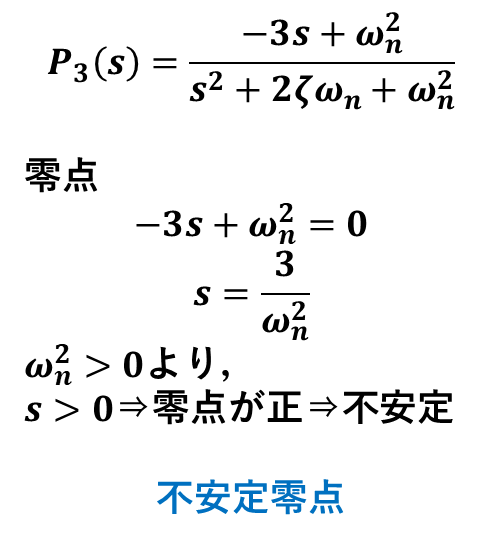 P₃(s) = (−3s + ωₙ²) / (s² + 2ζωₙ + ωₙ²)
零点
−3s + ωₙ² = 0
s = 3 / ωₙ²
ωₙ² > 0より,
s > 0⇒零点が正⇒不安定
不安定零点